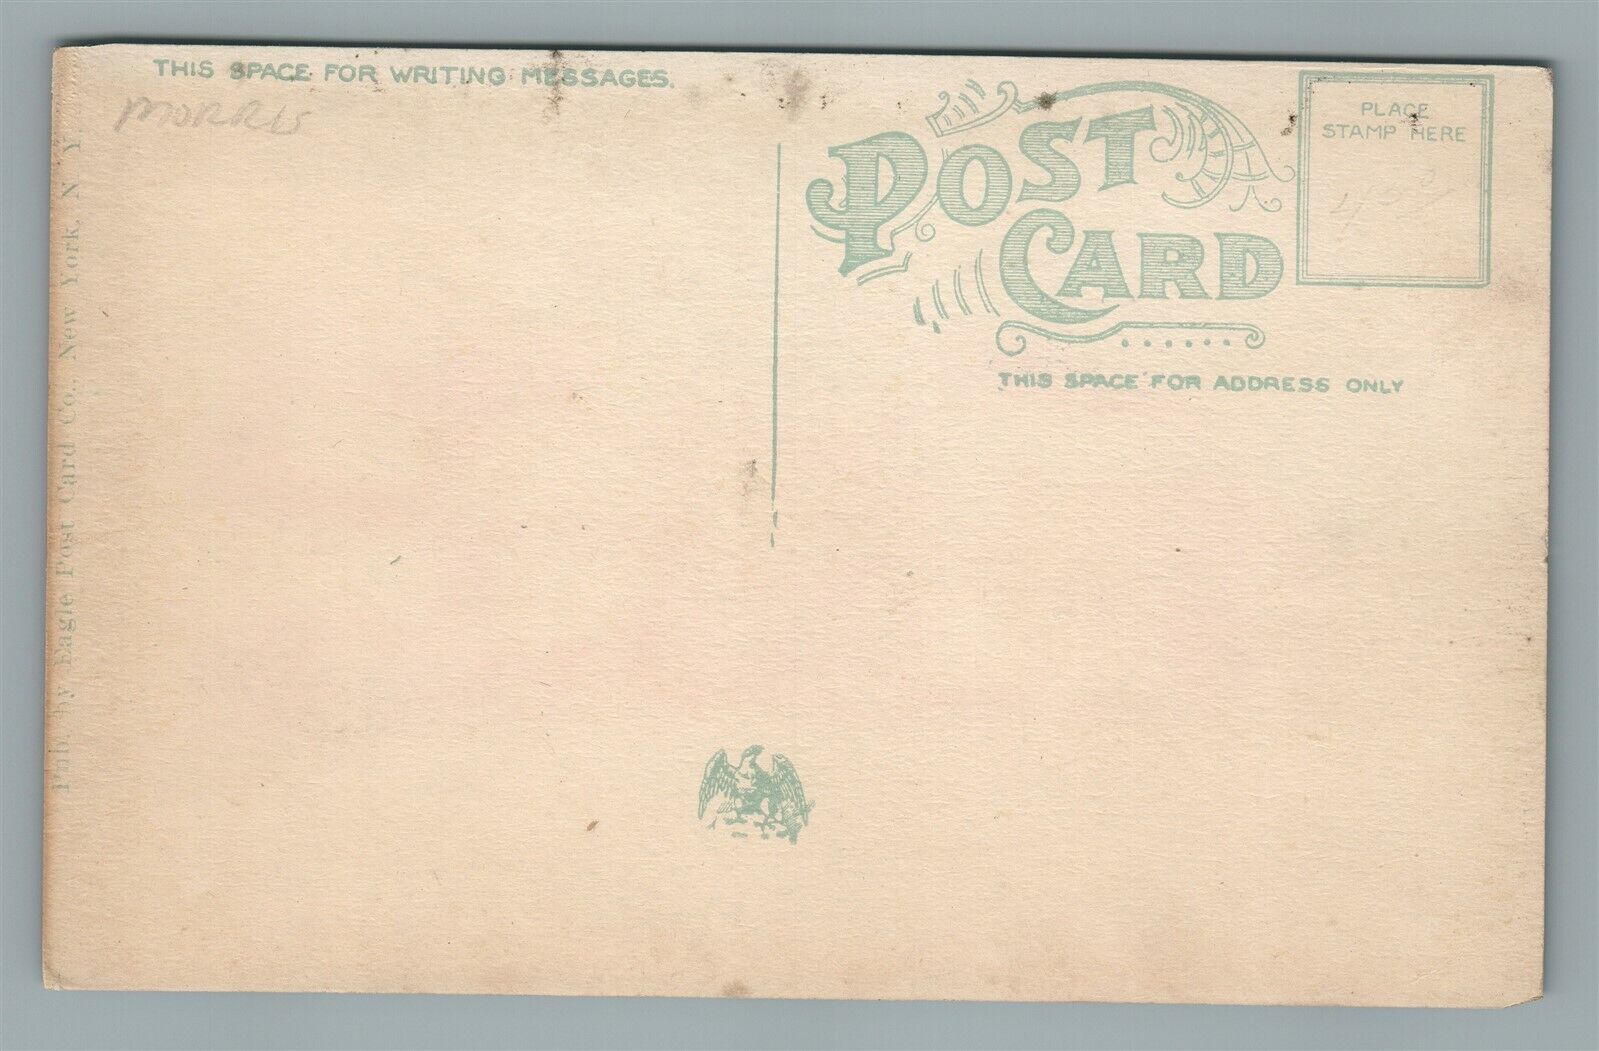 THIS SPACE FOR WRITING MESSAGES.
MORRIS
POST
CARD
PLACE
STAMP HERE
THIS SPACE FOR ADDRESS ONLY
Pub. by Eagle Post Card Co., New York, N Y